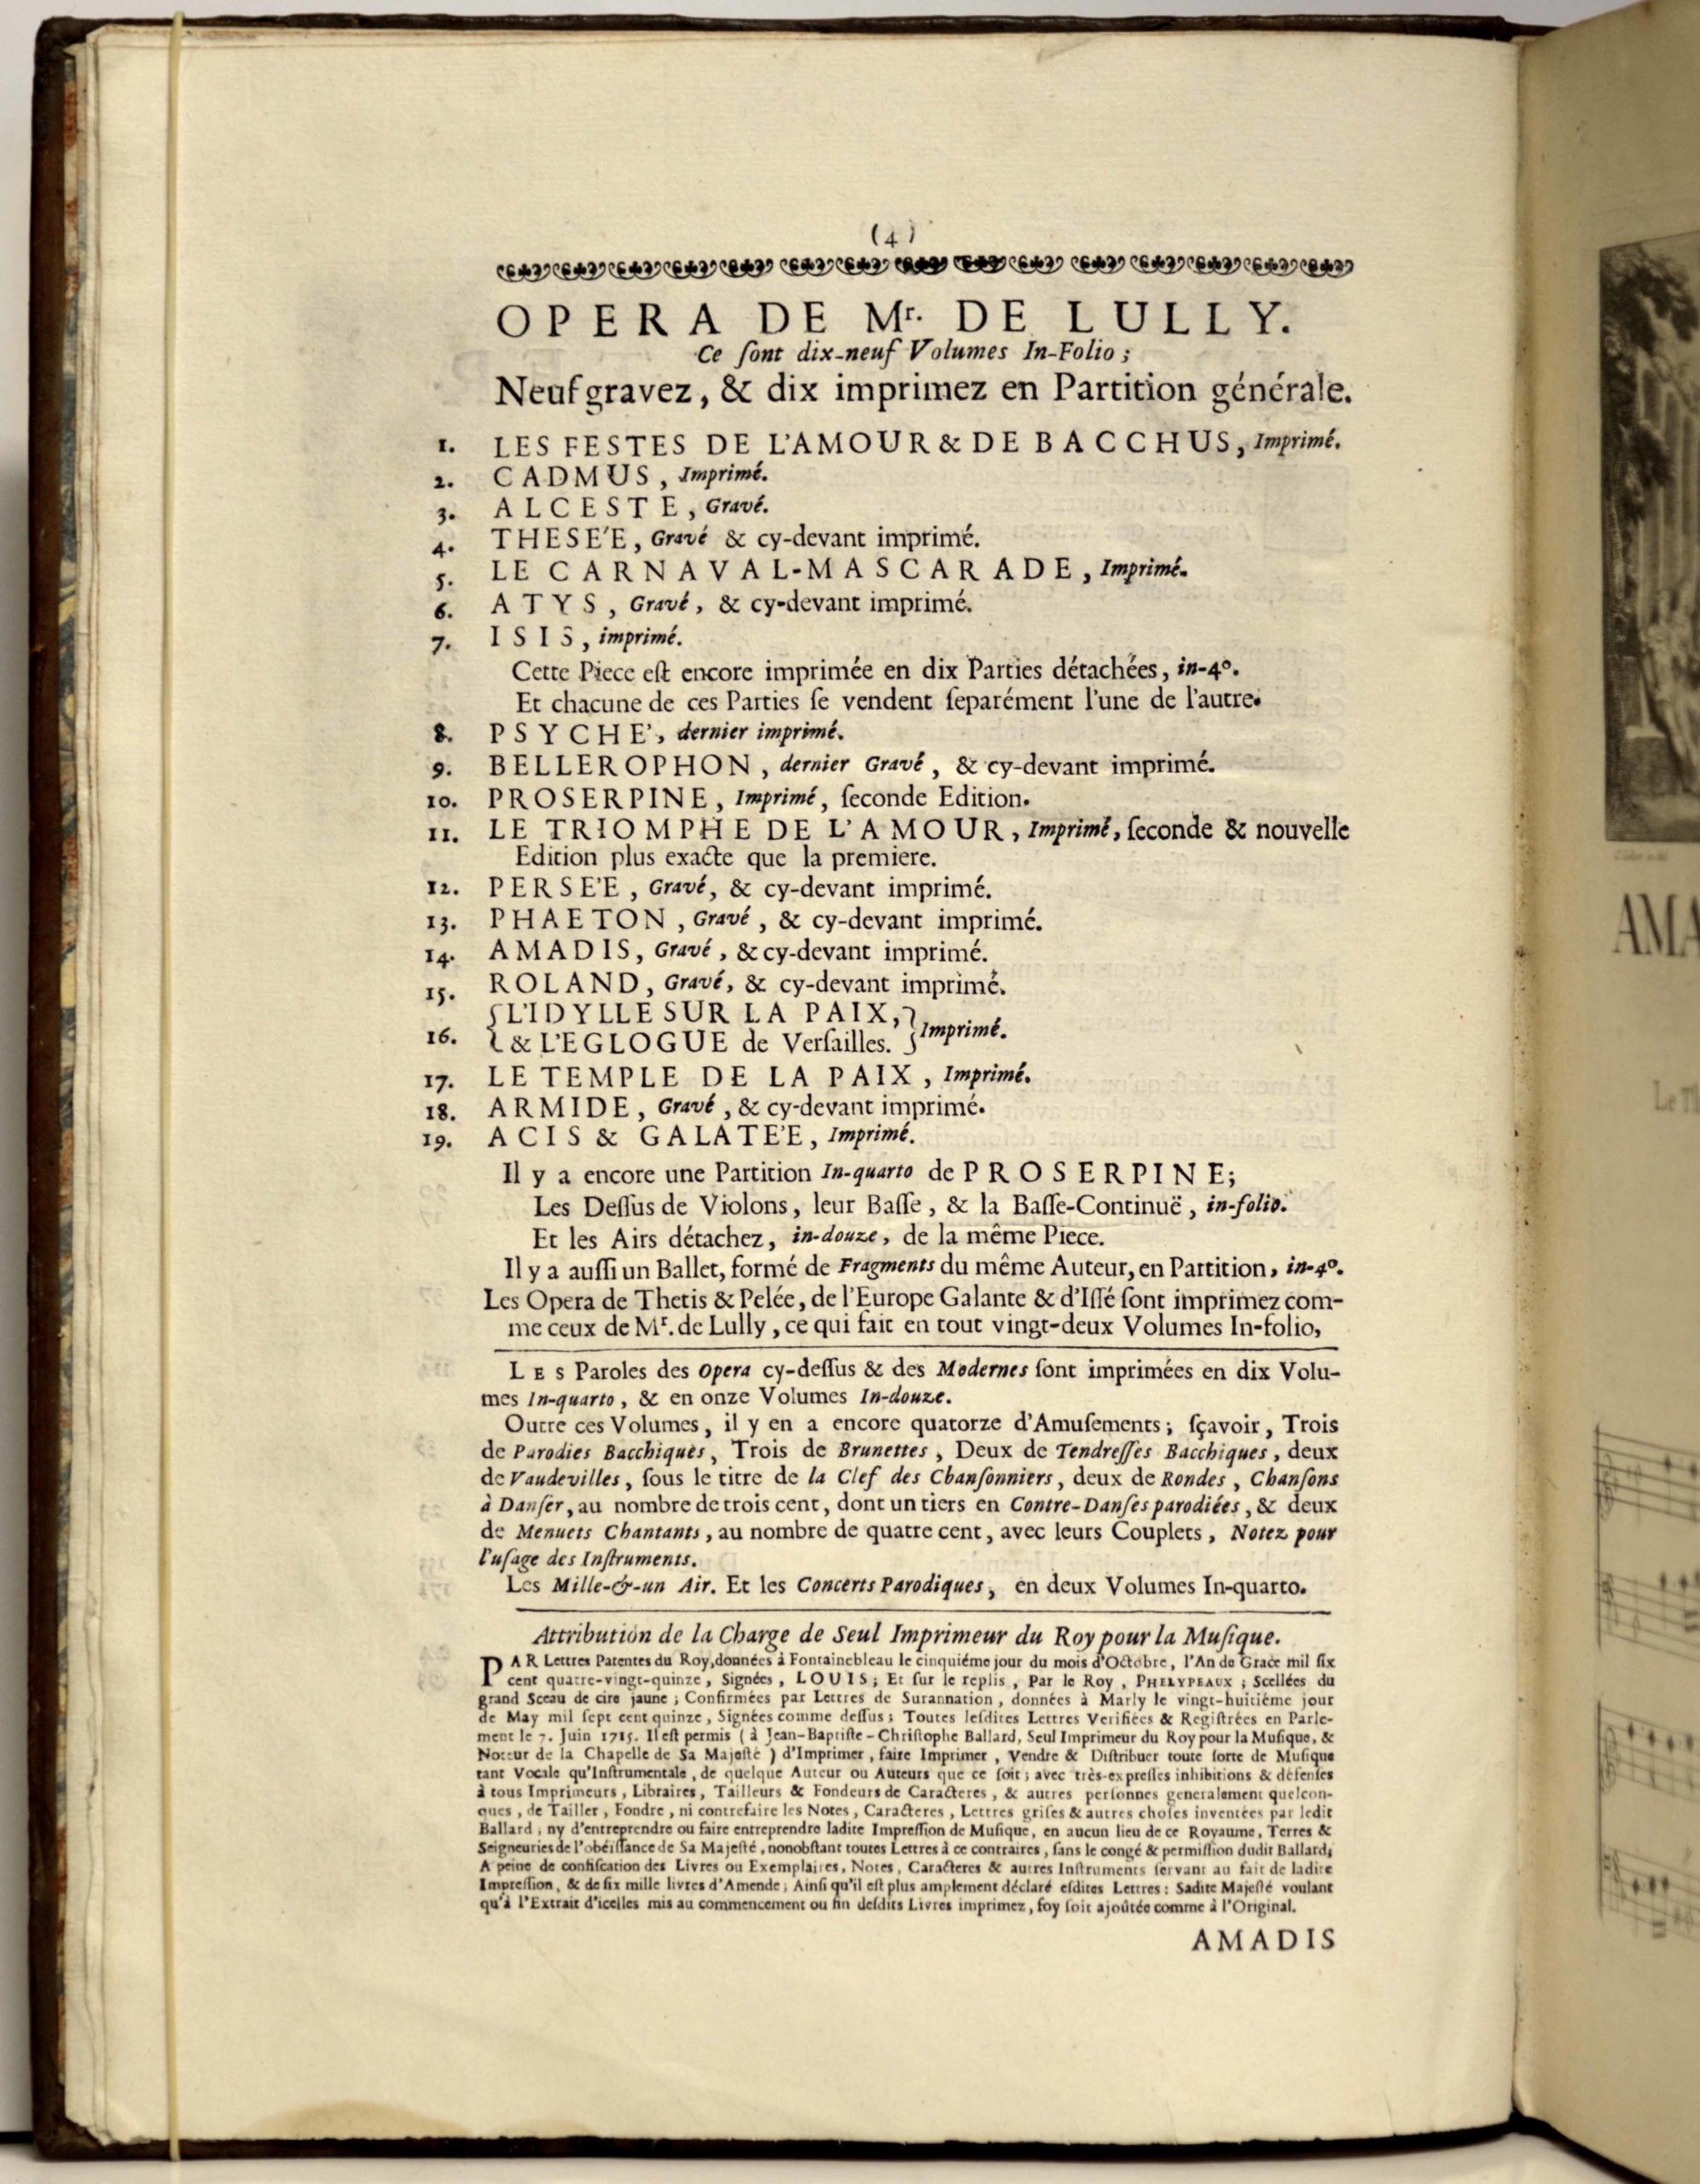 (4)
OPERA DE Mr. DE LULLY.
Ce ſont dix-neuf Volumes In-Folio;
Neuf gravez, & dix imprimez en Partition générale.
1. LES FESTES DE L'AMOUR & DE BACCHUS, Imprimé.
2. CADMUS, Imprimé.
3. ALCESTE, Gravé.
4. THESE'E, Gravé & cy-devant imprimé.
5. LE CARNAVAL-MASCARADE, Imprimé.
6. ATYS, Gravé, & cy-devant imprimé.
7. ISIS, imprimé.
Cette Piece eſt encore imprimée en dix Parties détachées, in-4º.
Et chacune de ces Parties ſe vendent ſeparément l'une de l'autre.
8. PSYCHE', dernier imprimé.
9. BELLEROPHON, dernier Gravé, & cy-devant imprimé.
10. PROSERPINE, Imprimé, ſeconde Edition.
11. LE TRIOMPHE DE L'AMOUR, Imprimé, ſeconde & nouvelle
Edition plus exacte que la premiere.
12. PERSE'E, Gravé, & cy-devant imprimé.
13. PHAETON, Gravé, & cy-devant imprimé.
14. AMADIS, Gravé, & cy-devant imprimé.
15. ROLAND, Gravé, & cy-devant imprimé.
16. {L'IDYLLE SUR LA PAIX,
& L'EGLOGUE de Verſailles. } Imprimé.
17. LE TEMPLE DE LA PAIX, Imprimé.
18. ARMIDE, Gravé, & cy-devant imprimé.
19. ACIS & GALATE'E, Imprimé.
Il y a encore une Partition In-quarto de PROSERPINE;
Les Deſſus de Violons, leur Baſſe, & la Baſſe-Continuë, in-folio.
Et les Airs détachez, in-douze, de la même Piece.
Il y a auſſi un Ballet, formé de Fragments du même Auteur, en Partition, in-4º.
Les Opera de Thetis & Pelée, de l'Europe Galante & d'Iſſé ſont imprimez com-
me ceux de Mr. de Lully, ce qui fait en tout vingt-deux Volumes In-folio,
LES Paroles des Opera cy-deſſus & des Modernes ſont imprimées en dix Volu-
mes In-quarto, & en onze Volumes In-douze.
Outre ces Volumes, il y en a encore quatorze d'Amuſements; ſçavoir, Trois
de Parodies Bacchiques, Trois de Brunettes, Deux de Tendreſſes Bacchiques, deux
de Vaudevilles, ſous le titre de la Clef des Chanſonniers, deux de Rondes, Chanſons
à Danſer, au nombre de trois cent, dont un tiers en Contre-Danſes parodiées, & deux
de Menuets Chantants, au nombre de quatre cent, avec leurs Couplets, Notez pour
l'uſage des Inſtruments.
Les Mille-&-un Air. Et les Concerts Parodiques, en deux Volumes In-quarto.
Attribution de la Charge de Seul Imprimeur du Roy pour la Muſique.
PAR Lettres Patentes du Roy, données à Fontainebleau le cinquiéme jour du mois d'Octobre, l'An de Grace mil ſix
cent quatre-vingt-quinze, Signées, LOUIS; Et ſur le replis, Par le Roy, PHELYPEAUX; Scellées du
grand Sceau de cire jaune; Confirmées par Lettres de Surannation, données à Marly le vingt-huitiéme jour
de May mil ſept cent quinze, Signées comme deſſus; Toutes leſdites Lettres Verifiées & Regiſtrées en Parle-
ment le 7. Juin 1715. Il eſt permis (à Jean-Baptiſte-Chriſtophe Ballard, Seul Imprimeur du Roy pour la Muſique, &
Noteur de la Chapelle de Sa Majeſté) d'Imprimer, faire Imprimer, Vendre & Diſtribuer toute ſorte de Muſique
tant Vocale qu'Inſtrumentale, de quelque Auteur ou Auteurs que ce ſoit; avec très-expreſſes inhibitions & défenſes
à tous Imprimeurs, Libraires, Tailleurs & Fondeurs de Caracteres, & autres perſonnes generalement quelcon-
ques, de Tailler, Fondre, ni contrefaire les Notes, Caracteres, Lettres griſes & autres choſes inventées par ledit
Ballard; ny d'entreprendre ou faire entreprendre ladite Impreſſion de Muſique, en aucun lieu de ce Royaume, Terres &
Seigneuries de l'obéïſſance de Sa Majeſté, nonobſtant toutes Lettres à ce contraires, ſans le congé & permiſſion dudit Ballard;
A peine de confiſcation des Livres ou Exemplaires, Notes, Caracteres & autres Inſtruments ſervant au fait de ladite
Impreſſion, & de ſix mille livres d'Amende; Ainſi qu'il eſt plus amplement déclaré eſdites Lettres: Sadite Majeſté voulant
qu'à l'Extrait d'icelles mis au commencement ou fin deſdits Livres imprimez, foy ſoit ajoûtée comme à l'Original.
AMADIS
AMA